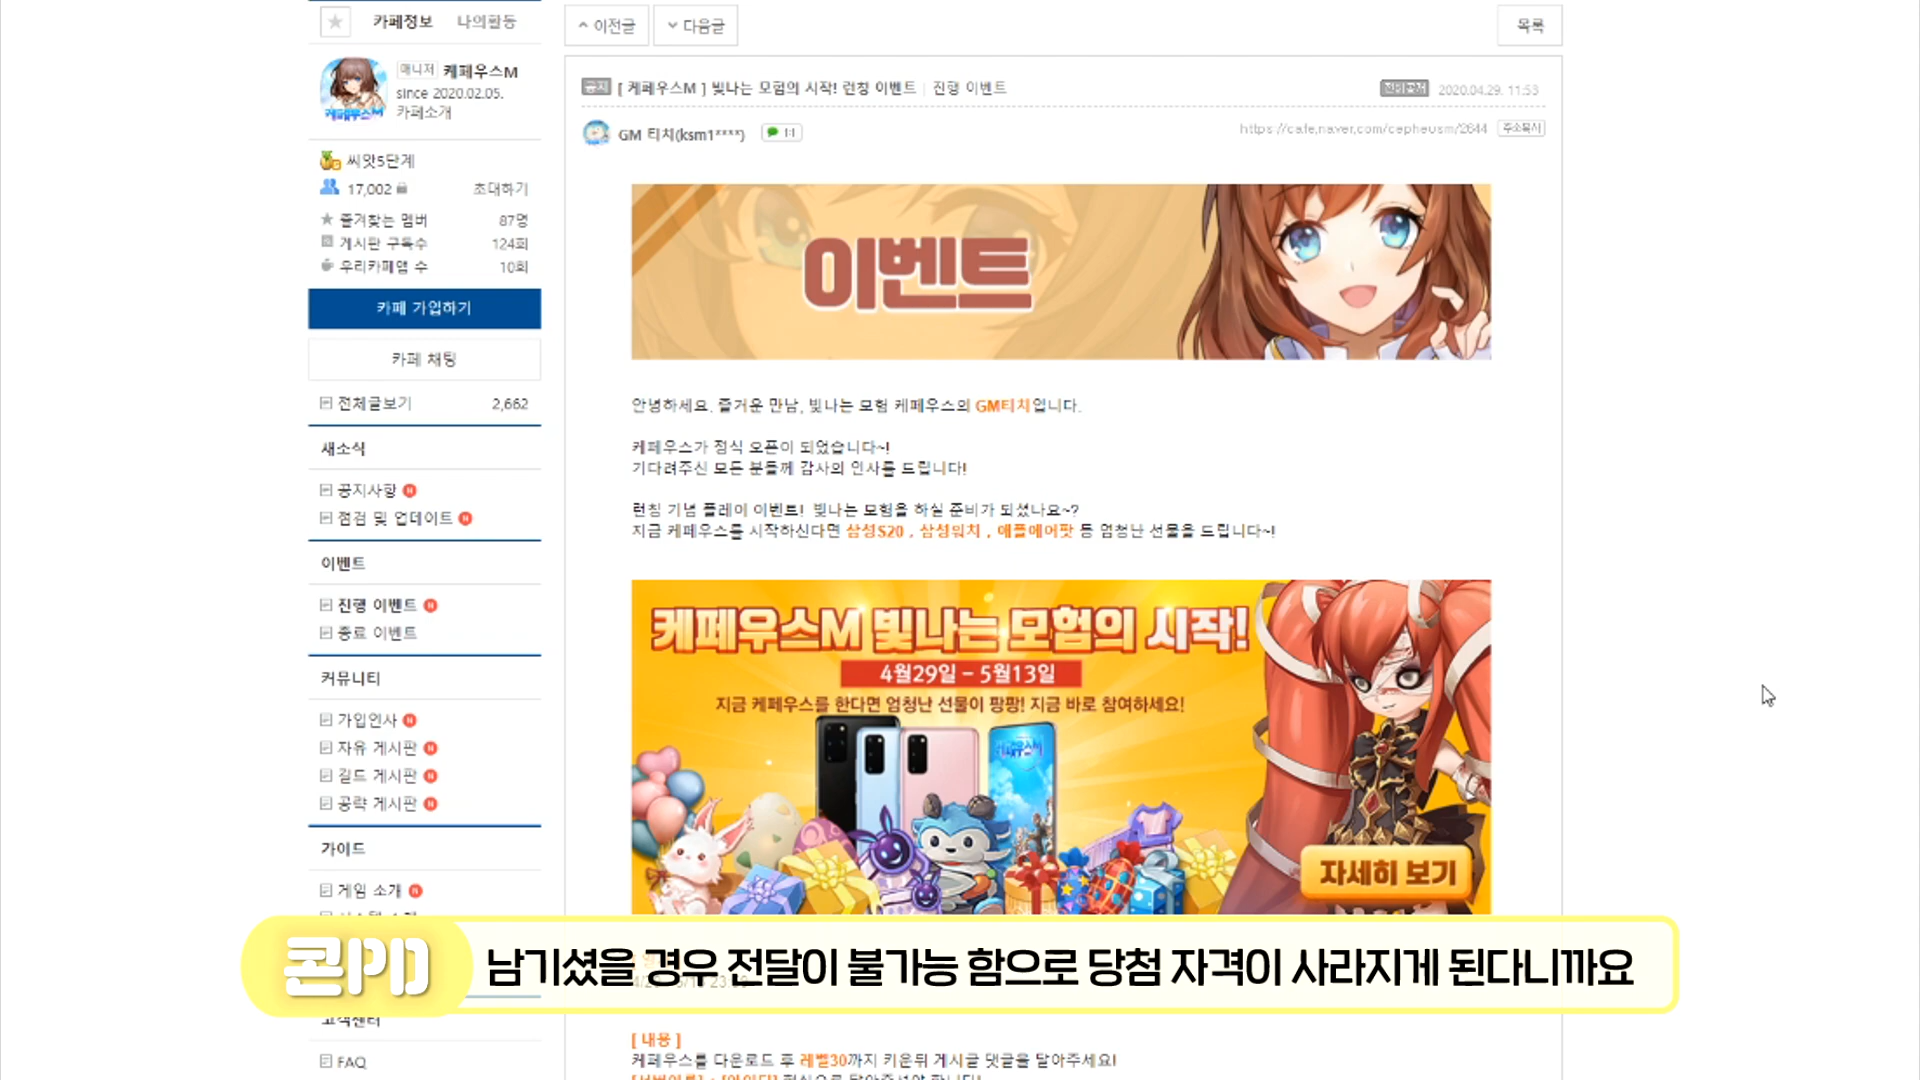 카페정보 나의활동
매니저 케페우스M
since 2020.02.05.
카페소개
씨앗5단계
17,002 초대하기
즐겨찾는 멤버 87명
게시판 구독수 124회
우리카페앱 수 10회
카페 가입하기
카페 채팅
전체글보기 2,662
새소식
공지사항 N
점검 및 업데이트 N
이벤트
진행 이벤트 N
종료 이벤트
커뮤니티
가입인사 N
자유 게시판 N
길드 게시판 N
공략 게시판 N
가이드
게임 소개 N
고객센터
FAQ
이전글 다음글 목록
공지 [ 케페우스M ] 빛나는 모험의 시작! 런칭 이벤트 | 진행 이벤트 전체공개 2020.04.29. 11:53
GM 티치(ksm1****) 1:1 https://cafe.naver.com/cepheusm/2644 주소복사
이벤트
안녕하세요. 즐거운 만남, 빛나는 모험 케페우스의 GM티치입니다.
케페우스가 정식 오픈이 되었습니다~!
기다려주신 모든 분들께 감사의 인사를 드립니다!
런칭 기념 플레이 이벤트! 빛나는 모험을 하실 준비가 되셨나요~?
지금 케페우스를 시작하신다면 삼성S20 , 삼성워치 , 애플에어팟 등 엄청난 선물을 드립니다~!
케페우스M 빛나는 모험의 시작!
4월29일 - 5월13일
지금 케페우스를 한다면 엄청난 선물이 팡팡! 지금 바로 참여하세요!
케페우스M
자세히 보기
콘PD 남기셨을 경우 전달이 불가능 함으로 당첨 자격이 사라지게 된다니까요
[ 내용 ]
케페우스를 다운로드 후 레벨30까지 키운뒤 게시글 댓글을 달아주세요!